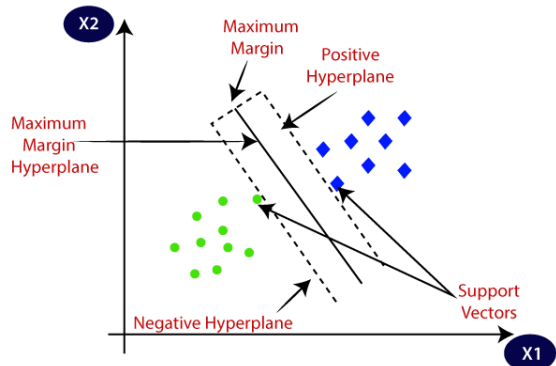 X2
Maximum
Margin
Positive
Hyperplane
Maximum
Margin
Hyperplane
Support
Vectors
Negative Hyperplane
X1